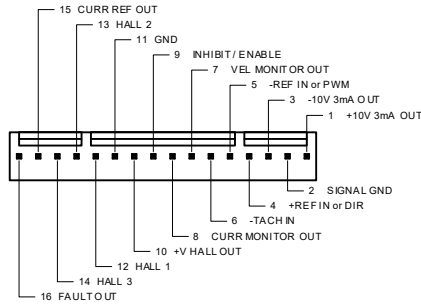 15 CURR REF OUT
13 HALL 2
11 GND
9 INHIBIT / ENABLE
7 VEL MONITOR OUT
5 -REF IN or PWM
3 -10V 3mA OUT
1 +10V 3mA OUT
2 SIGNAL GND
4 +REF IN or DIR
6 -TACH IN
8 CURR MONITOR OUT
10 +V HALL OUT
12 HALL 1
14 HALL 3
16 FAULT OUT